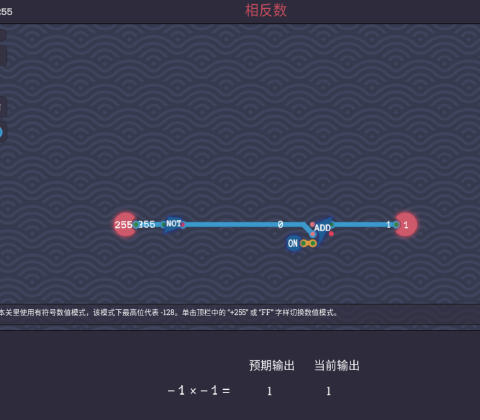 55
相反数
255 255 NOT 0 ADD 1 1
ON
本关里使用有符号数值模式，该模式下最高位代表 -128。单击顶栏中的 "+255" 或 "FF" 字样切换数值模式。
预期输出 当前输出
−1 × −1 = 1 1